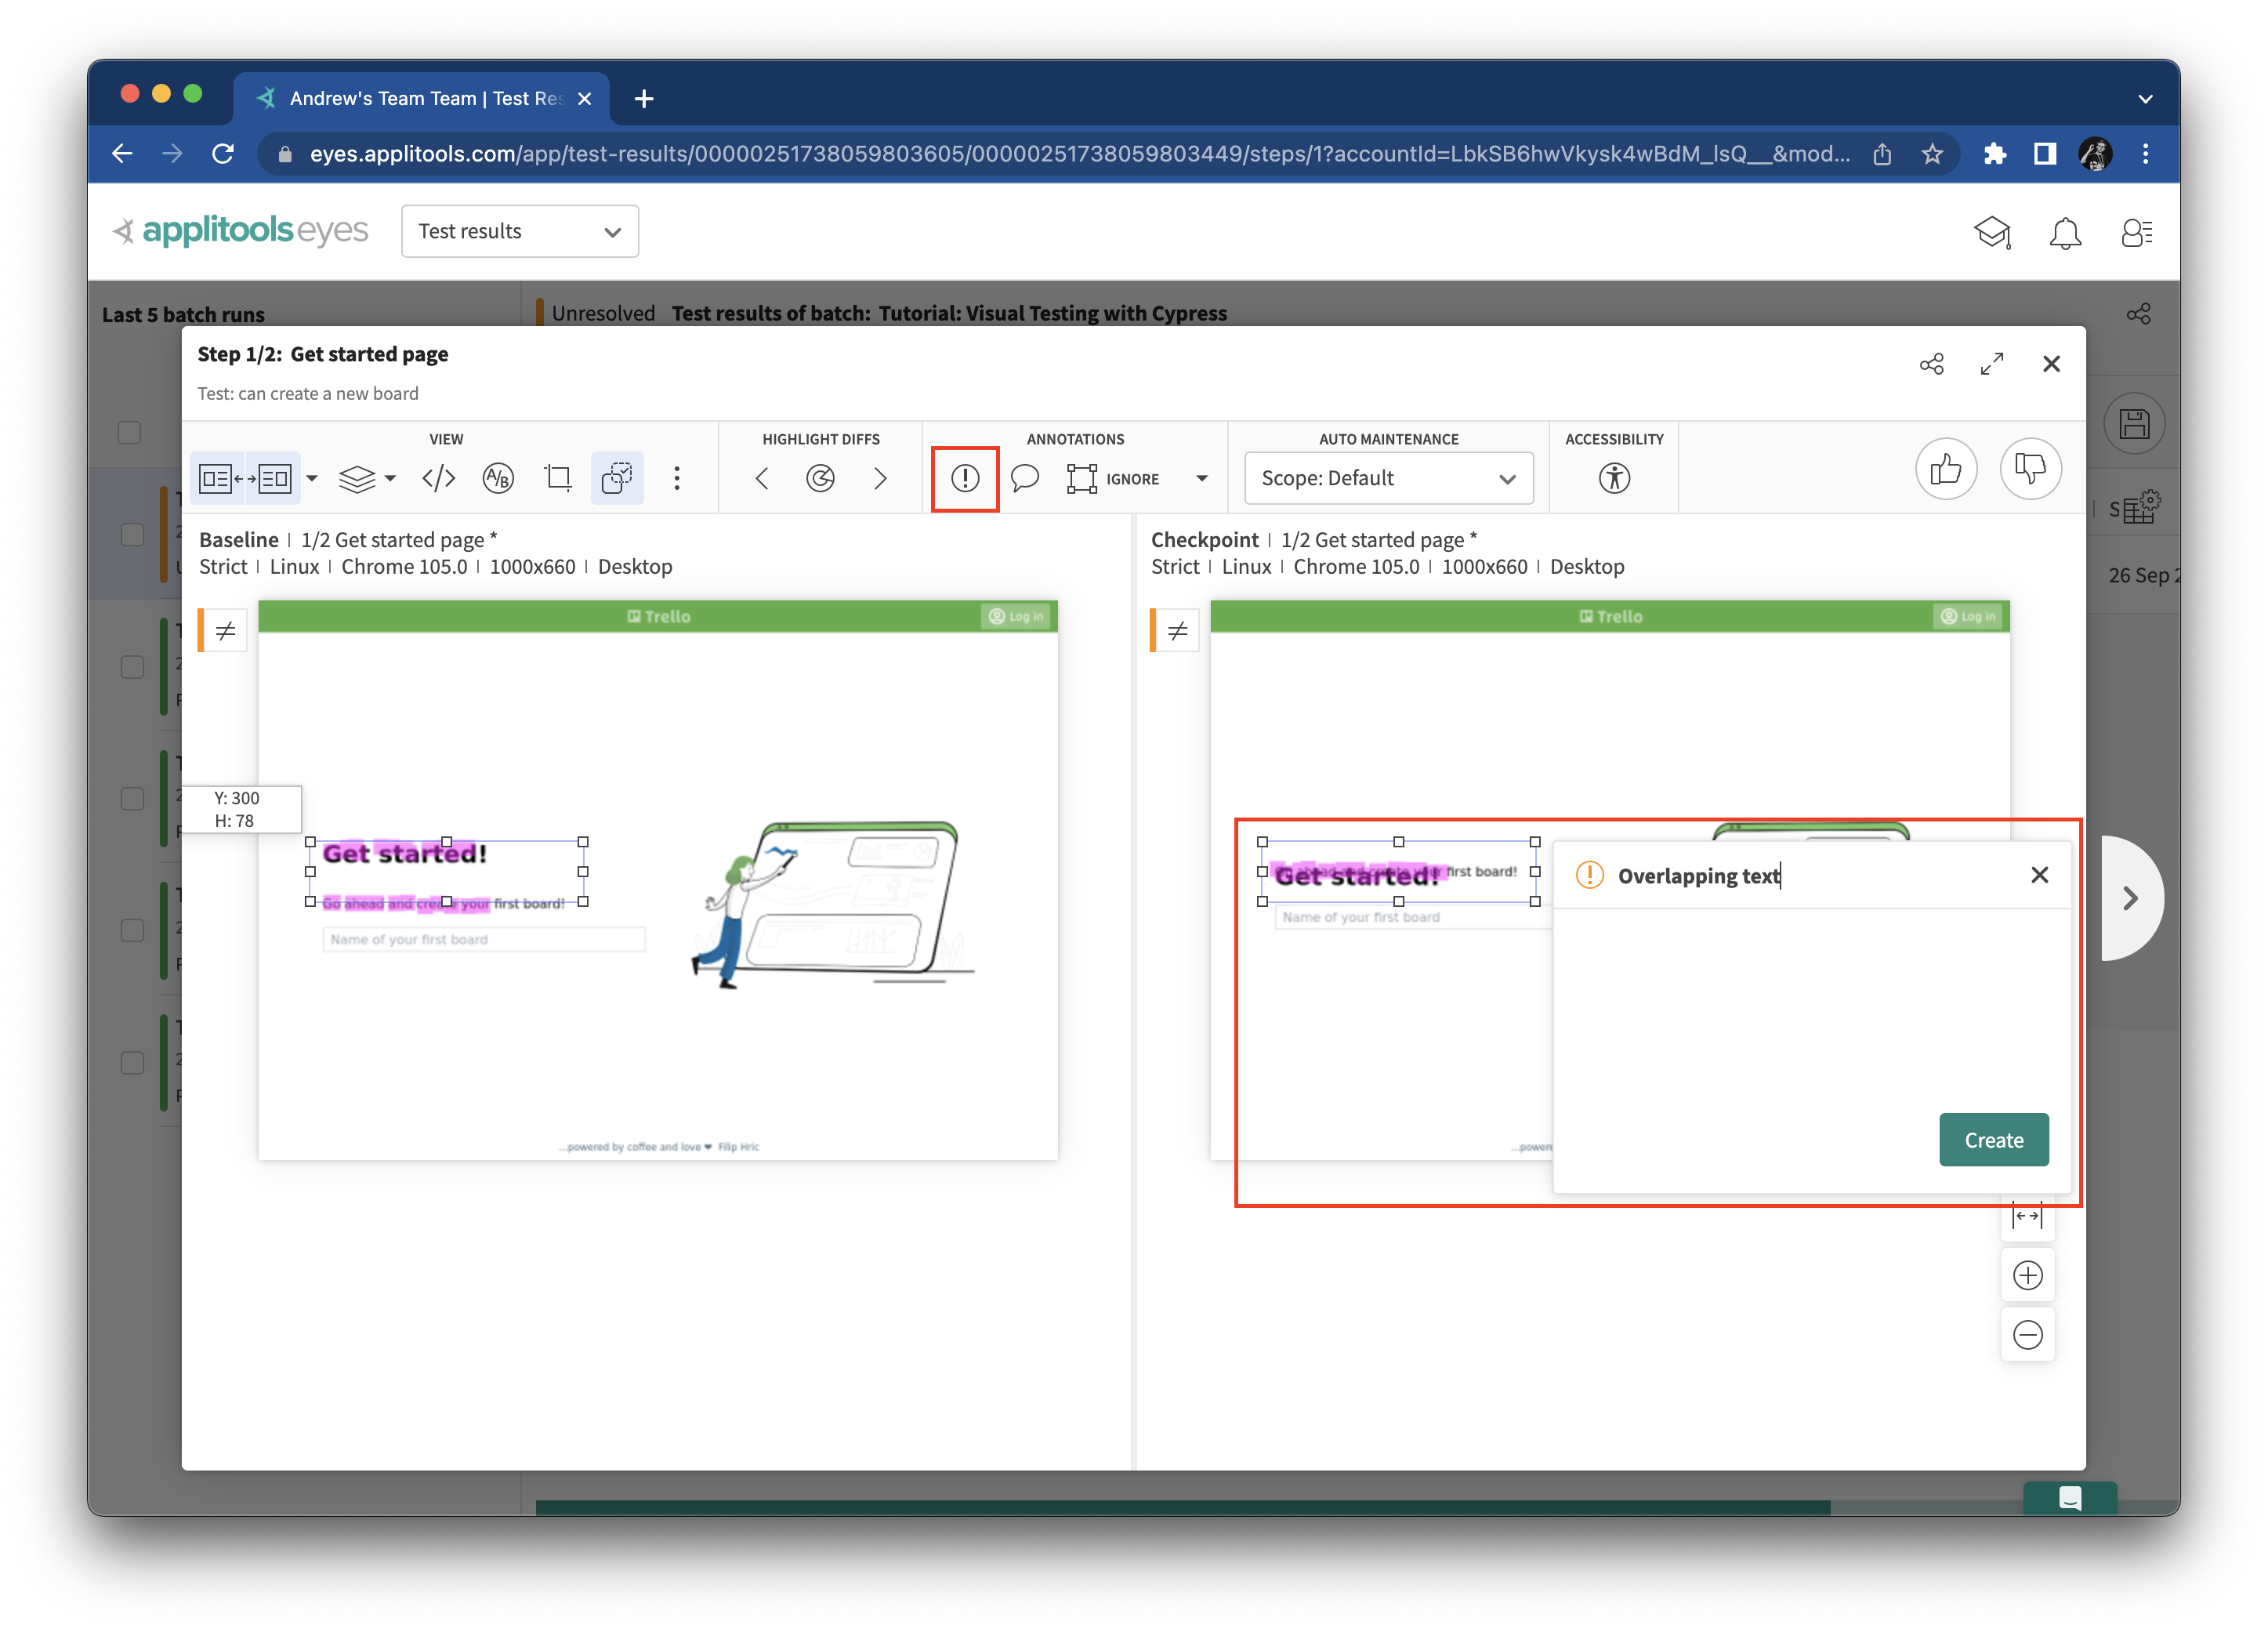 Andrew's Team Team | Test Res
eyes.applitools.com/app/test-results/00000251738059803605/00000251738059803449/steps/1?accountId=LbkSB6hwVkysk4wBdM_IsQ__&mod...
applitools eyes
Test results
Last 5 batch runs
Unresolved Test results of batch: Tutorial: Visual Testing with Cypress
Step 1/2: Get started page
Test: can create a new board
VIEW
HIGHLIGHT DIFFS
ANNOTATIONS
AUTO MAINTENANCE
ACCESSIBILITY
A/B
IGNORE
Scope: Default
Baseline | 1/2 Get started page *
Strict | Linux | Chrome 105.0 | 1000x660 | Desktop
Checkpoint | 1/2 Get started page *
Strict | Linux | Chrome 105.0 | 1000x660 | Desktop
26 Sep 2
Trello
Log in
Trello
Log in
Y: 300
H: 78
Get started!
Go ahead and create your first board!
Name of your first board
...powered by coffee and love ❤ Filip Hric
Go ahead and create your first board!
Get started!
Name of your first board
...power
Overlapping text
Create